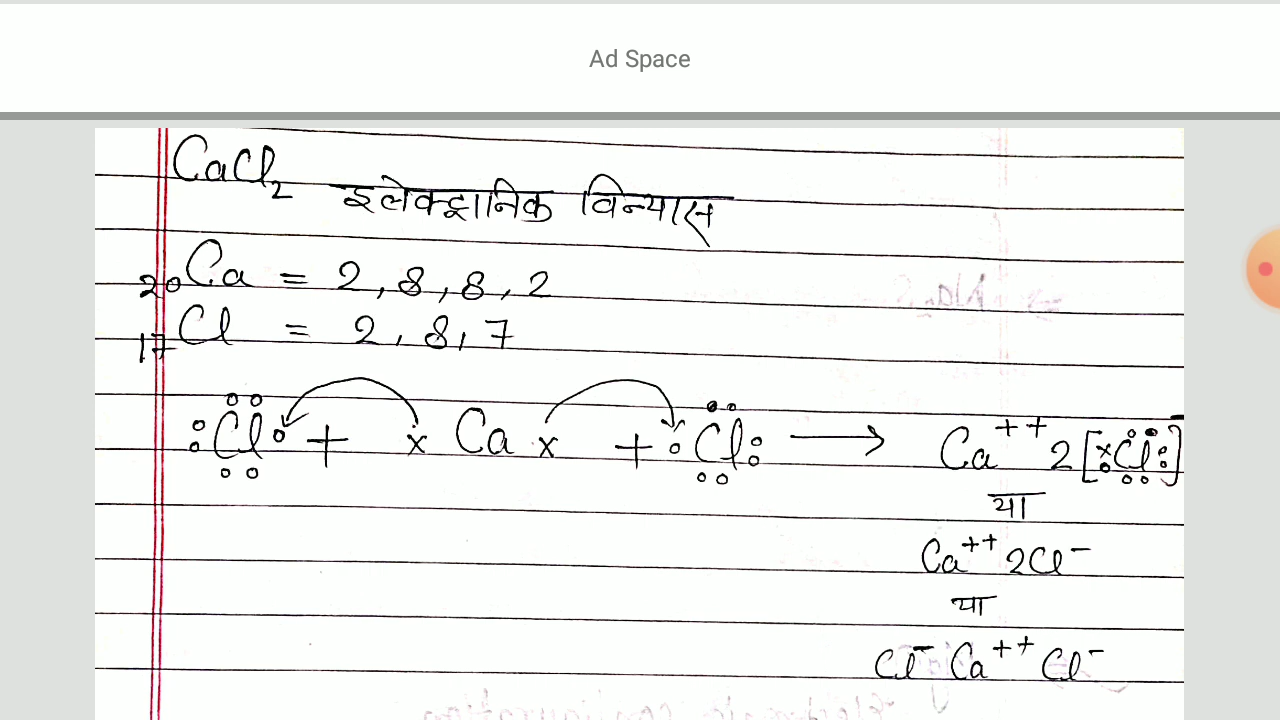 Ad Space
CaCl₂ इलेक्ट्रानिक विन्यास
₂₀Ca = 2, 8, 8, 2
₁₇Cl = 2, 8, 7
Cl + x Ca x + Cl ⟶ Ca⁺⁺ 2[xCl]⁻
या
Ca⁺⁺ 2Cl⁻
या
Cl⁻ Ca⁺⁺ Cl⁻